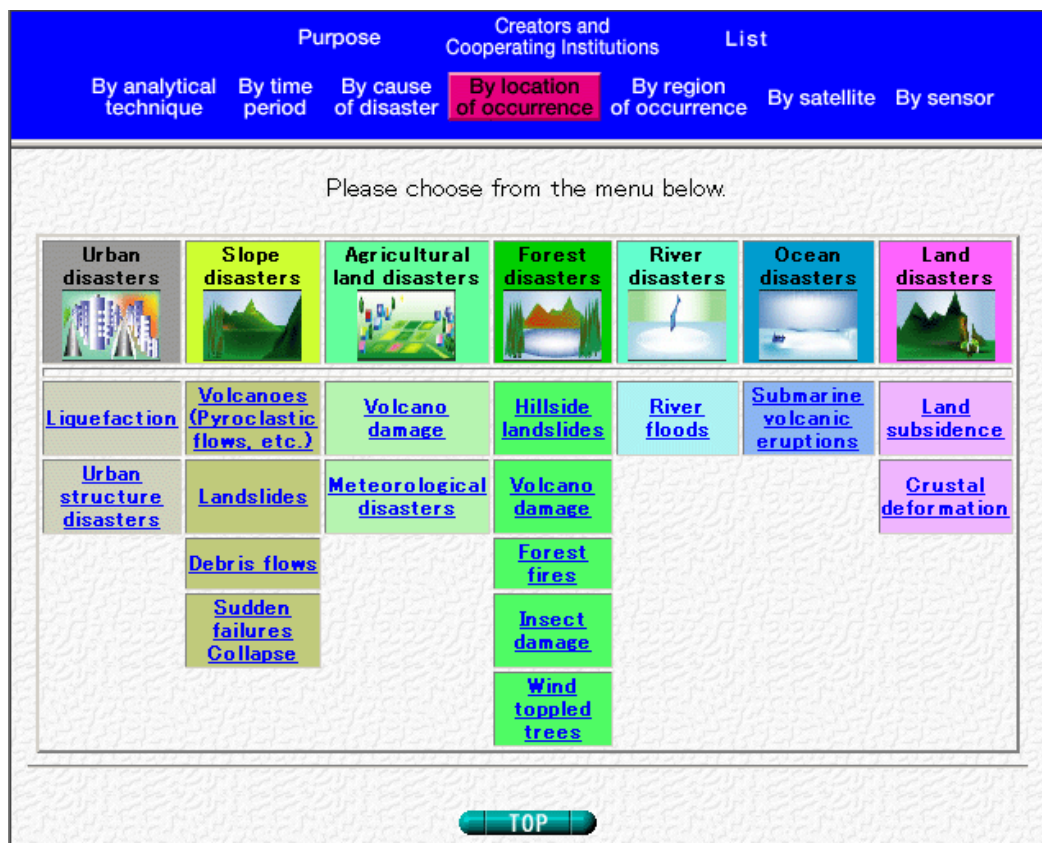 Purpose
Creators and
Cooperating Institutions
List
By analytical
technique
By time
period
By cause
of disaster
By location
of occurrence
By region
of occurrence
By satellite
By sensor
Please choose from the menu below.
Urban
disasters
Slope
disasters
Agricultural
land disasters
Forest
disasters
River
disasters
Ocean
disasters
Land
disasters
Liquefaction
Volcanoes
(Pyroclastic
flows, etc.)
Volcano
damage
Hillside
landslides
River
floods
Submarine
volcanic
eruptions
Land
subsidence
Urban
structure
disasters
Landslides
Meteorological
disasters
Volcano
damage
Crustal
deformation
Debris flows
Forest
fires
Sudden
failures
Collapse
Insect
damage
Wind
toppled
trees
TOP